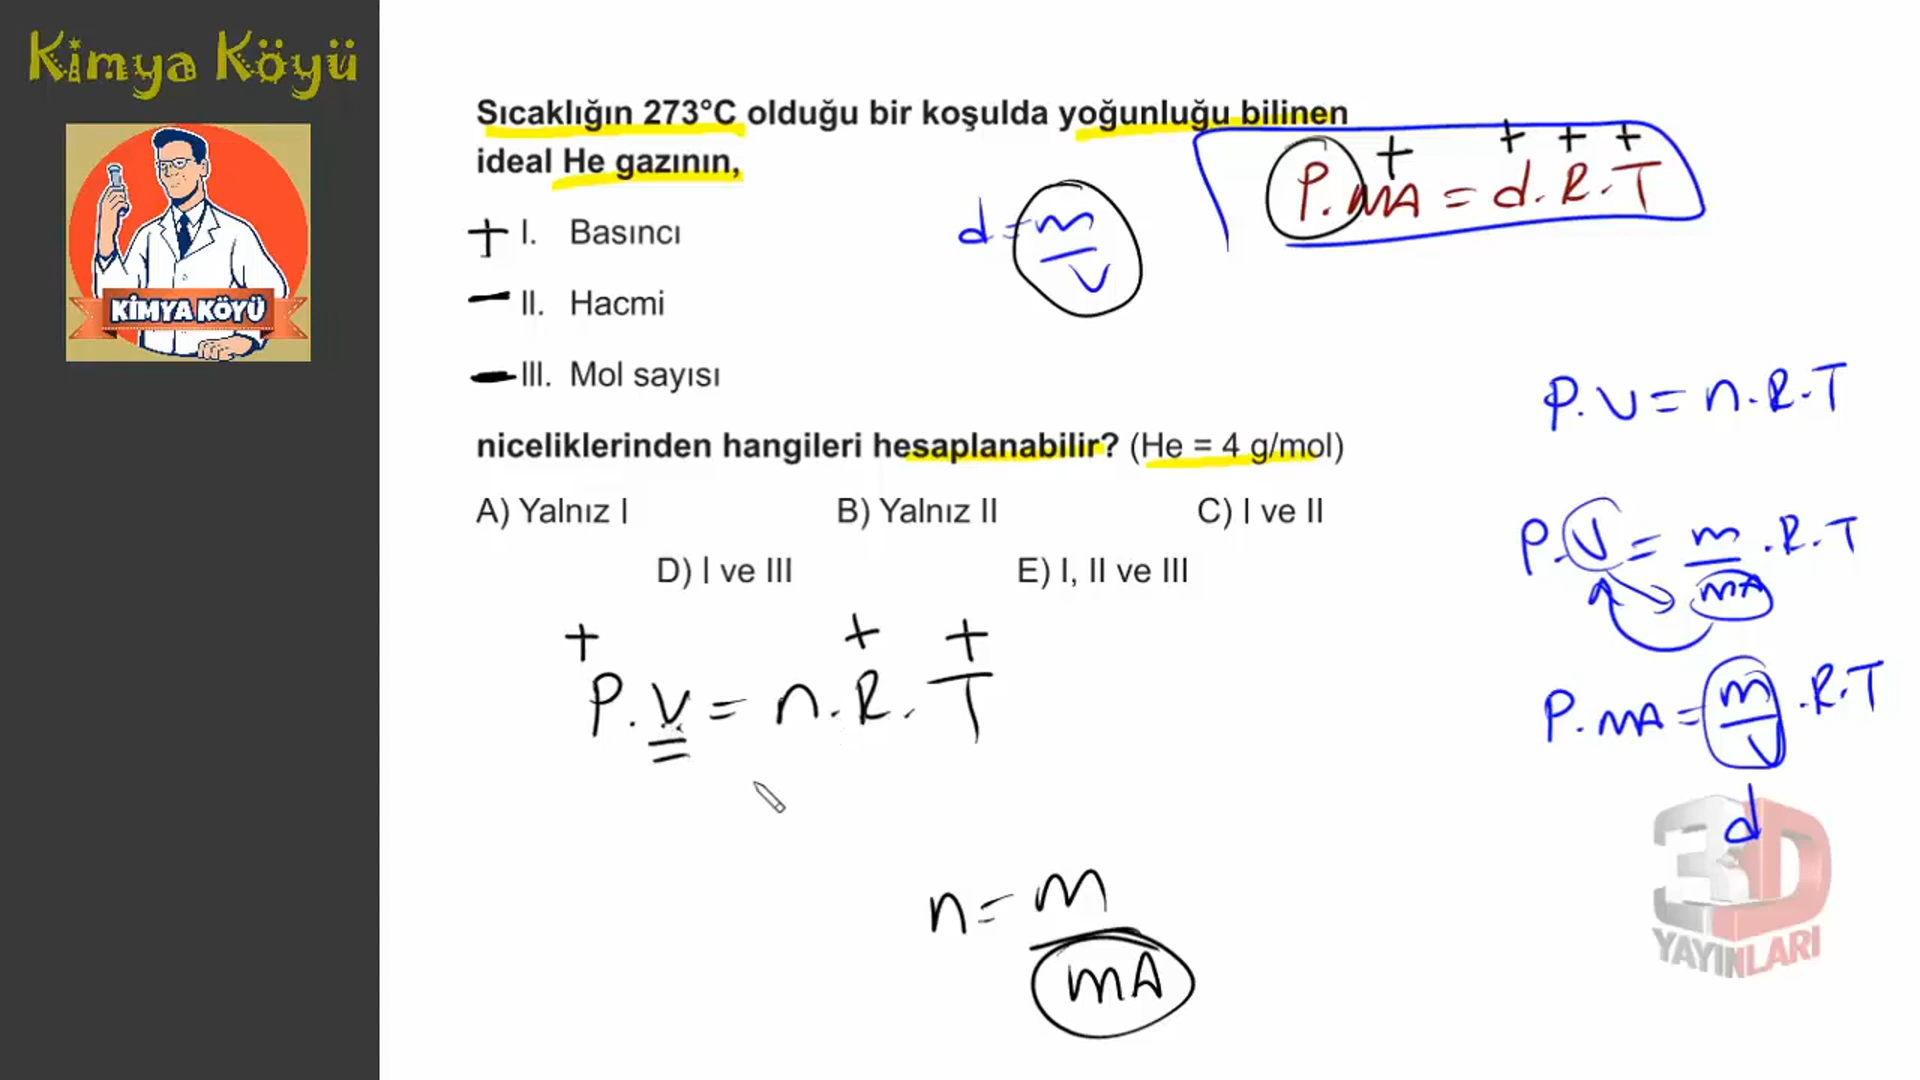 Kimya Köyü
KİMYA KÖYÜ
Sıcaklığın 273°C olduğu bir koşulda yoğunluğu bilinen
ideal He gazının,
+ I. Basıncı
– II. Hacmi
– III. Mol sayısı
niceliklerinden hangileri hesaplanabilir? (He = 4 g/mol)
A) Yalnız I B) Yalnız II C) I ve II
D) I ve III E) I, II ve III
d = m/V
+ + + +
P.MA = d.R.T
P.V = n.R.T
P.V = m/MA .R.T
P.MA = m/V .R.T
d
+ + +
P.V = n.R.T
n = m/MA
3D
YAYINLARI